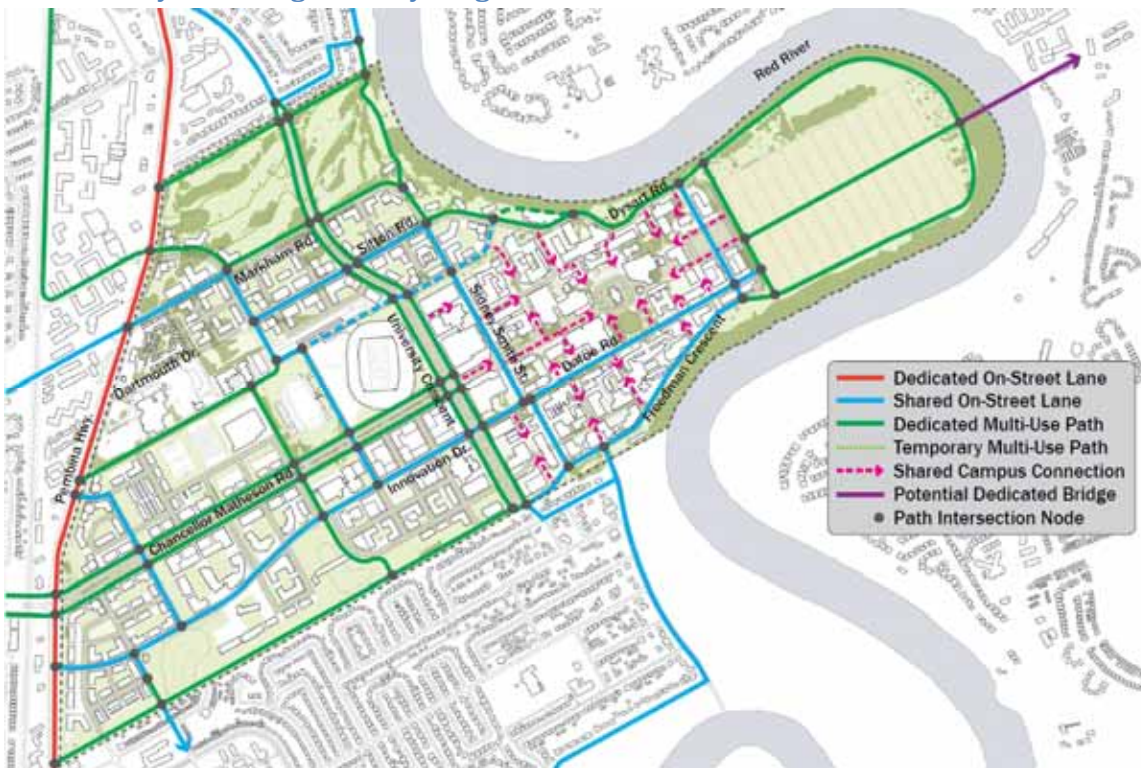 Red River
Dysart Rd.
Markham Rd.
Sifton Rd.
Sidney Smith St.
University Crescent
Dafoe Rd.
Freedman Crescent
Dartmouth Dr.
Pembina Hwy.
Innovation Dr.
Chancellor Matheson Rd.
Dedicated On-Street Lane
Shared On-Street Lane
Dedicated Multi-Use Path
Temporary Multi-Use Path
Shared Campus Connection
Potential Dedicated Bridge
Path Intersection Node